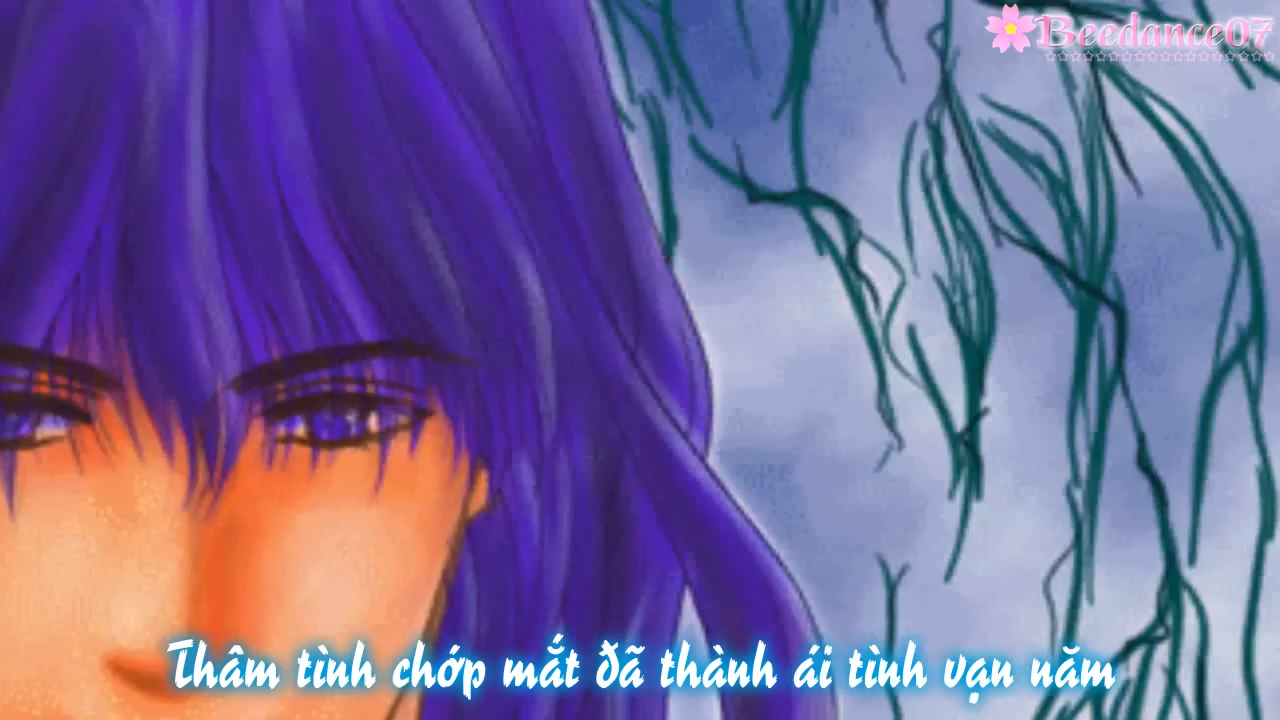 Beedance07
Thâm tình chớp mắt đã thành ái tình vạn năm